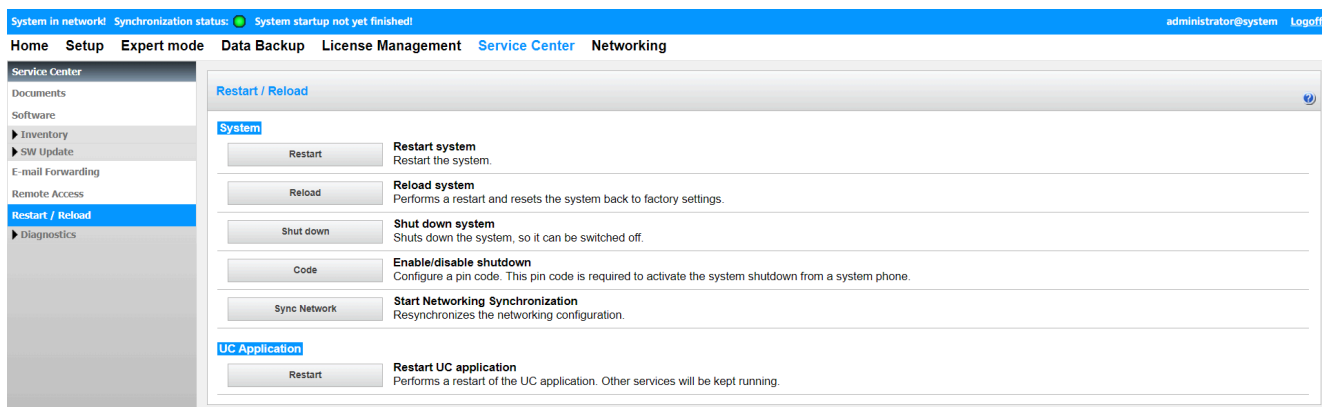 System in network! Synchronization status: System startup not yet finished! administrator@system Logoff
Home Setup Expert mode Data Backup License Management Service Center Networking
Service Center
Documents
Software
Inventory
SW Update
E-mail Forwarding
Remote Access
Restart / Reload
Diagnostics
Restart / Reload
System
Restart
Restart system
Restart the system.
Reload
Reload system
Performs a restart and resets the system back to factory settings.
Shut down
Shut down system
Shuts down the system, so it can be switched off.
Code
Enable/disable shutdown
Configure a pin code. This pin code is required to activate the system shutdown from a system phone.
Sync Network
Start Networking Synchronization
Resynchronizes the networking configuration.
UC Application
Restart
Restart UC application
Performs a restart of the UC application. Other services will be kept running.